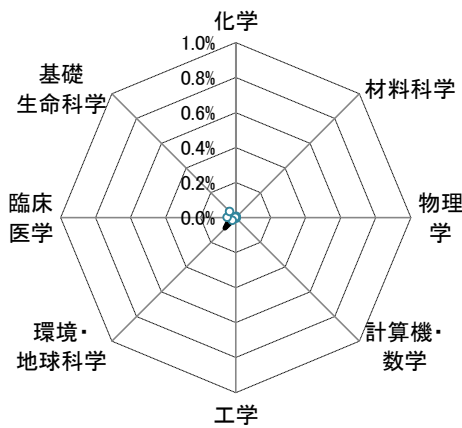 化学
1.0%
0.8%
0.6%
0.4%
0.2%
0.0%
材料科学
物理
学
計算機・
数学
工学
環境・
地球科学
臨床
医学
基礎
生命科学